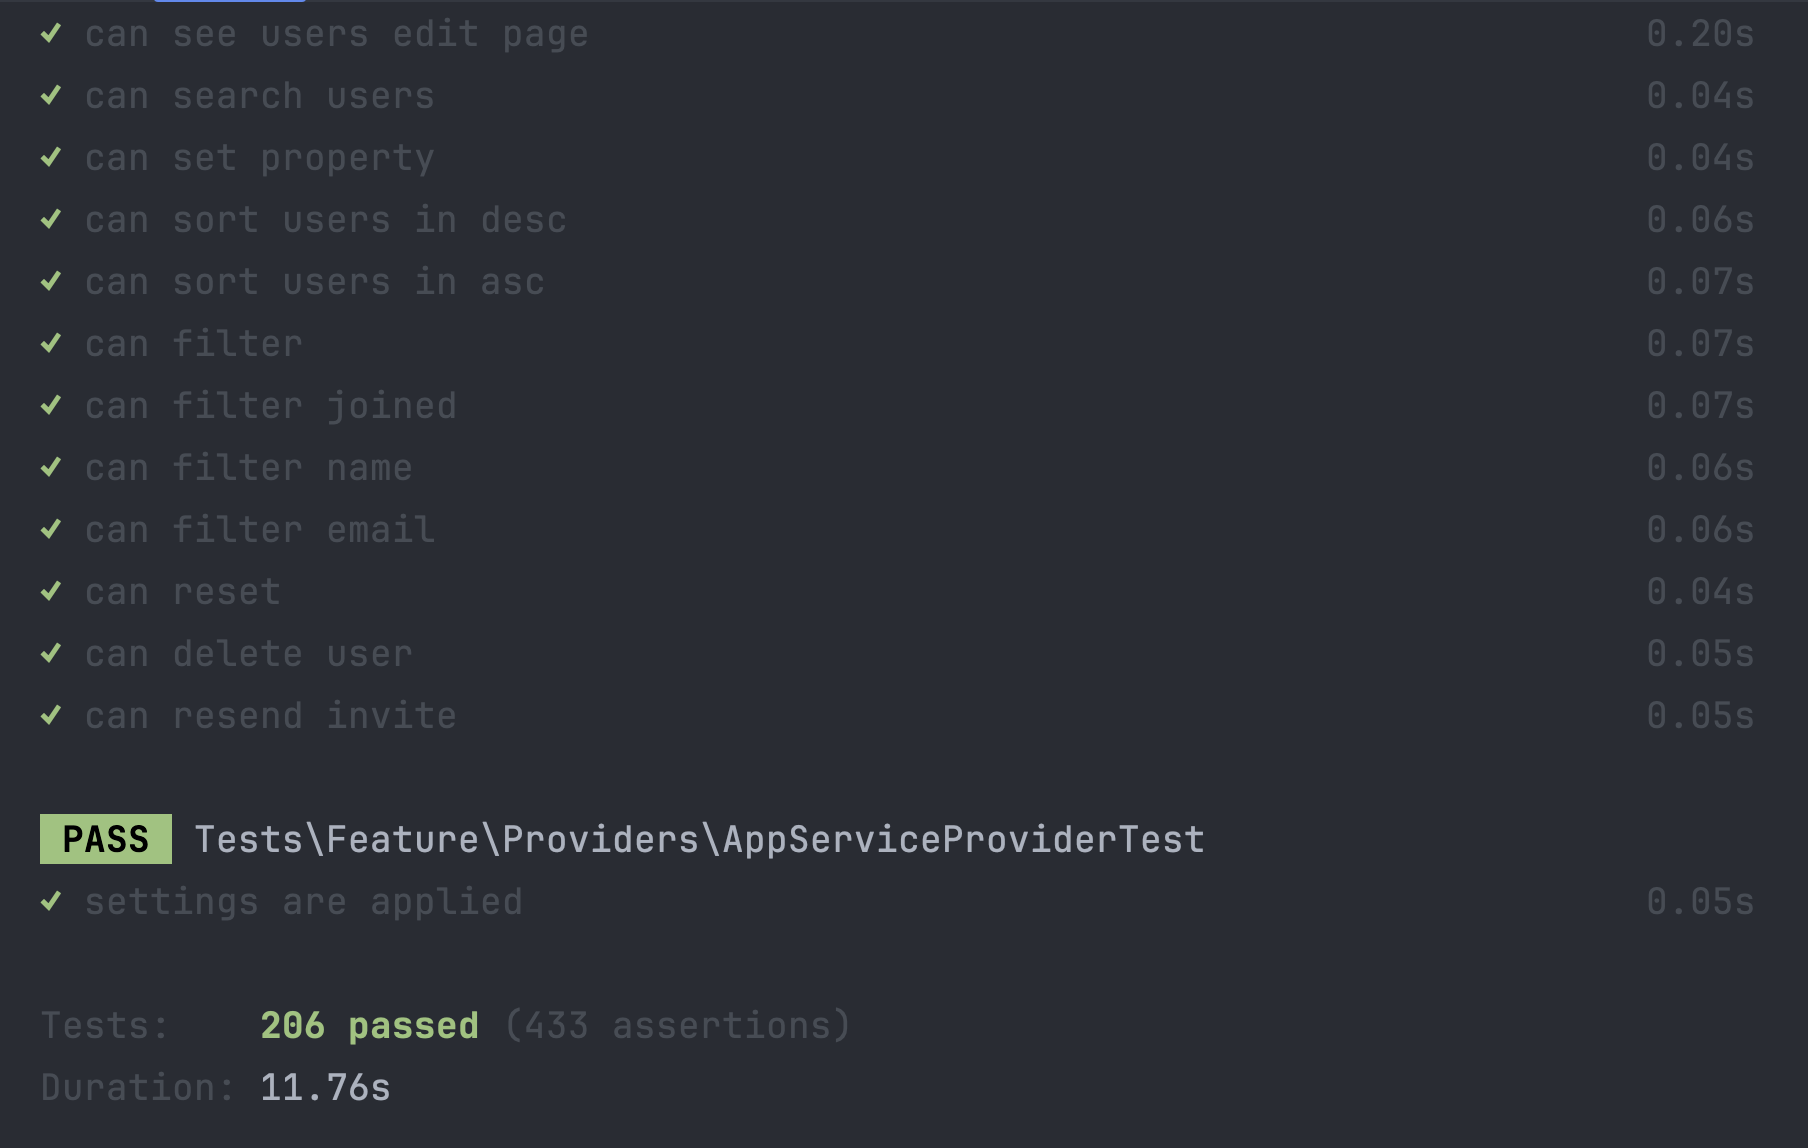 ✓ can see users edit page 0.20s
✓ can search users 0.04s
✓ can set property 0.04s
✓ can sort users in desc 0.06s
✓ can sort users in asc 0.07s
✓ can filter 0.07s
✓ can filter joined 0.07s
✓ can filter name 0.06s
✓ can filter email 0.06s
✓ can reset 0.04s
✓ can delete user 0.05s
✓ can resend invite 0.05s
PASS Tests\Feature\Providers\AppServiceProviderTest
✓ settings are applied 0.05s
Tests: 206 passed (433 assertions)
Duration: 11.76s